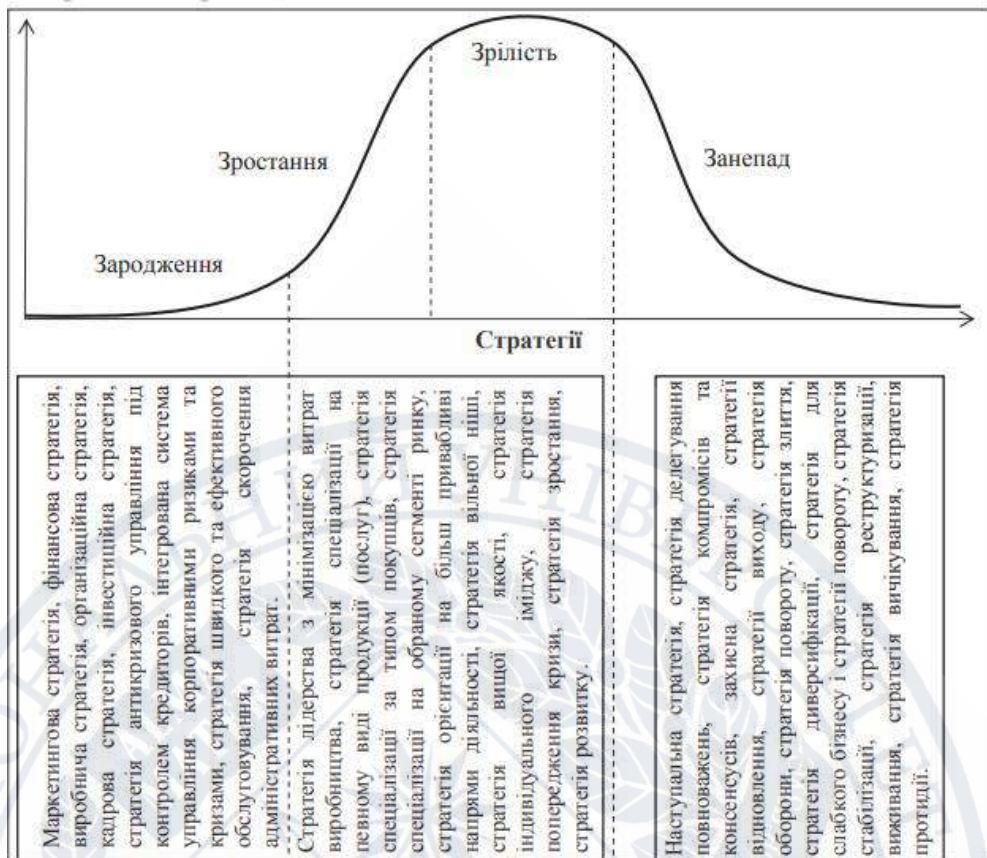 Зрілість
Зростання
Занепад
Зародження
Стратегії
Маркетингова стратегія, фінансова стратегія,
виробнича стратегія, організаційна стратегія,
кадрова стратегія, інвестиційна стратегія,
стратегія антикризового управління під
контролем кредиторів, інтегрована система
управління корпоративними ризиками та
кризами, стратегія швидкого та ефективного
обслуговування, стратегія скорочення
адміністративних витрат.
Стратегія лідерства з мінімізацією витрат
виробництва, стратегія спеціалізації на
певному виді продукції (послуг), стратегія
спеціалізації за типом покупців, стратегія
спеціалізації на обраному сегменті ринку,
стратегія орієнтації на більш привабливі
напрями діяльності, стратегія вільної ніші,
стратегія вищої якості, стратегія
індивідуального іміджу, стратегія
попередження кризи, стратегія зростання,
стратегія розвитку.
Наступальна стратегія, стратегія делегування
повноважень, стратегія компромісів та
консенсусів, захисна стратегія, стратегії
відновлення, стратегії виходу, стратегія
оборони, стратегія повороту, стратегія злиття,
стратегія диверсифікації, стратегія для
слабкого бізнесу і стратегії повороту, стратегія
стабілізації, стратегія реструктуризації,
виживання, стратегія вичікування, стратегія
протидії.